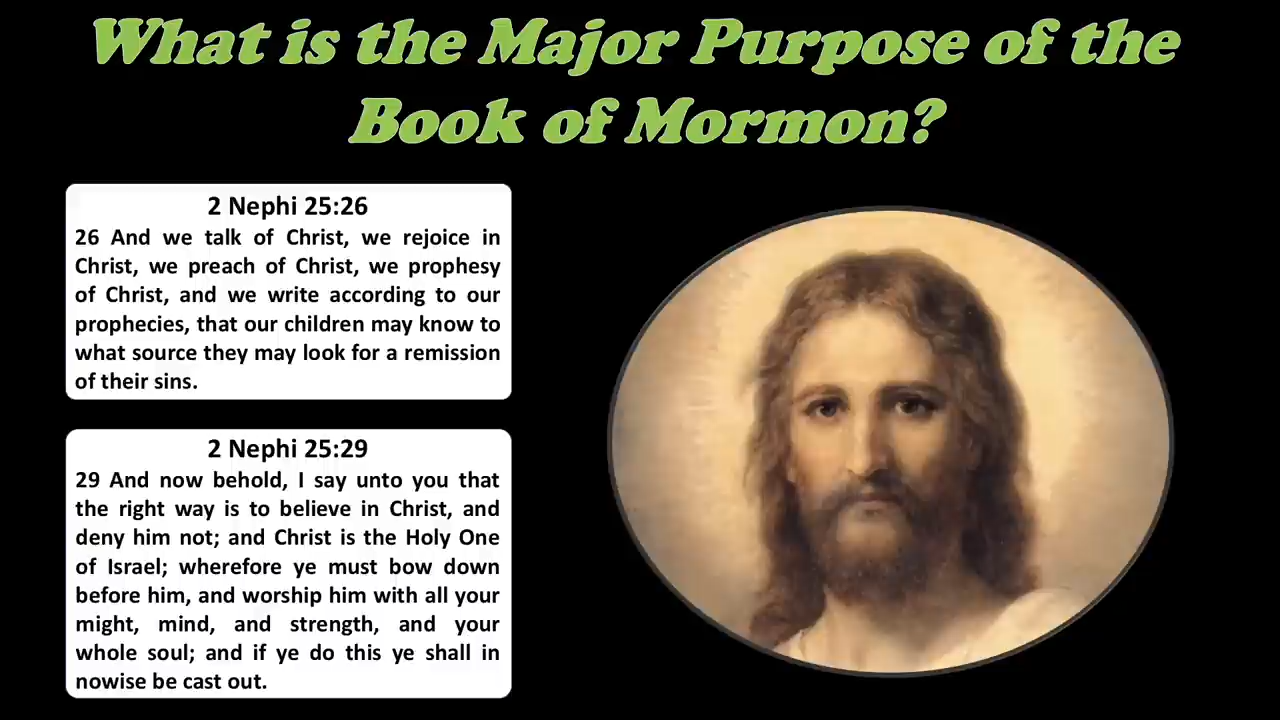 What is the Major Purpose of the
Book of Mormon?
2 Nephi 25:26
26 And we talk of Christ, we rejoice in
Christ, we preach of Christ, we prophesy
of Christ, and we write according to our
prophecies, that our children may know to
what source they may look for a remission
of their sins.
2 Nephi 25:29
29 And now behold, I say unto you that
the right way is to believe in Christ, and
deny him not; and Christ is the Holy One
of Israel; wherefore ye must bow down
before him, and worship him with all your
might, mind, and strength, and your
whole soul; and if ye do this ye shall in
nowise be cast out.